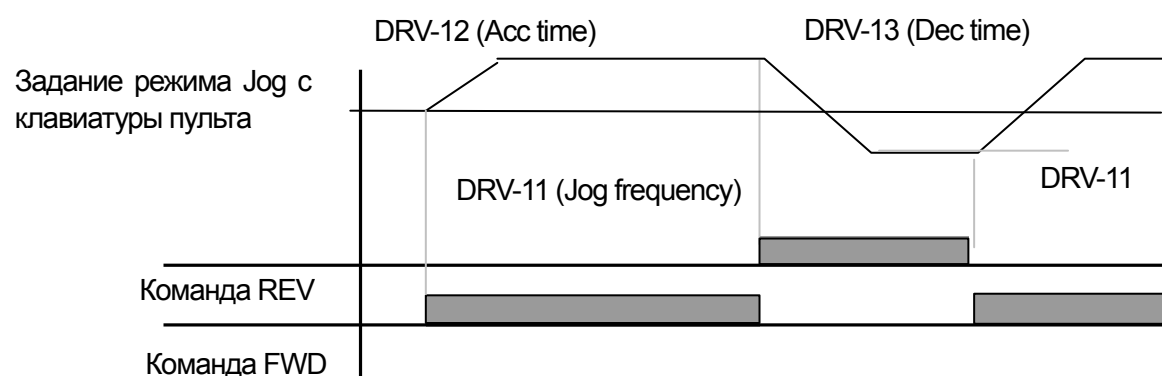 DRV-12 (Acc time)
DRV-13 (Dec time)
Задание режима Jog с
клавиатуры пульта
DRV-11 (Jog frequency)
DRV-11
Команда REV
Команда FWD